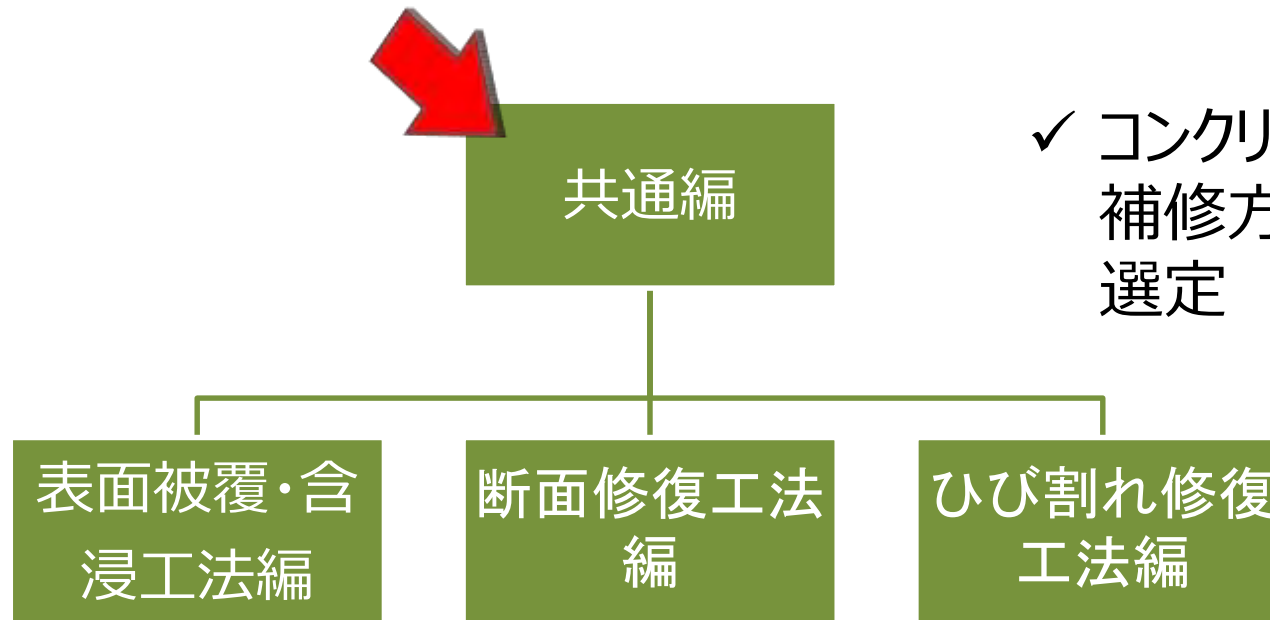 共通編
✓ コンクリ
補修方
選定
表面被覆・含
浸工法編
断面修復工法
編
ひび割れ修復
工法編